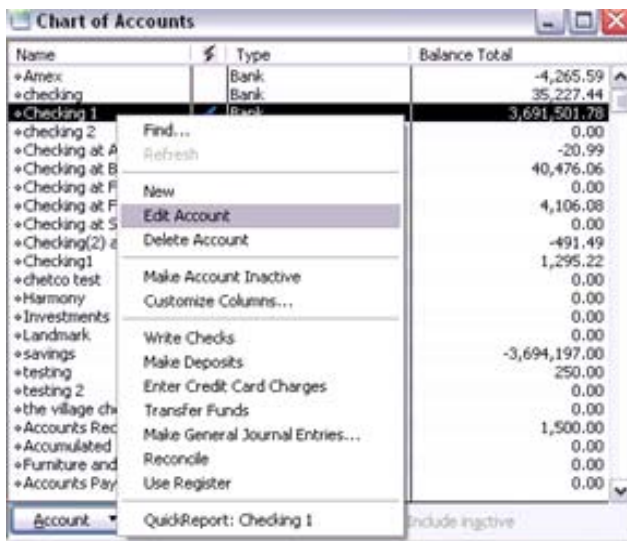 Chart of Accounts
Name Type Balance Total
Amex Bank -4,265.59
checking Bank 35,227.44
Checking 1 Bank 3,691,501.78
checking 2 0.00
Checking at A -20.99
Checking at B 40,476.06
Checking at F 0.00
Checking at F 4,106.08
Checking at S 0.00
Checking(2) a -491.49
Checking1 1,295.22
chetco test 0.00
Harmony 0.00
Investments 0.00
Landmark 0.00
savings -3,694,197.00
testing 250.00
testing 2 0.00
the village ch 0.00
Accounts Rec 1,500.00
Accumulated 0.00
Furniture and 0.00
Accounts Pay 0.00
Find...
Refresh
New
Edit Account
Delete Account
Make Account Inactive
Customize Columns...
Write Checks
Make Deposits
Enter Credit Card Charges
Transfer Funds
Make General Journal Entries...
Reconcile
Use Register
QuickReport: Checking 1
Account Include inactive